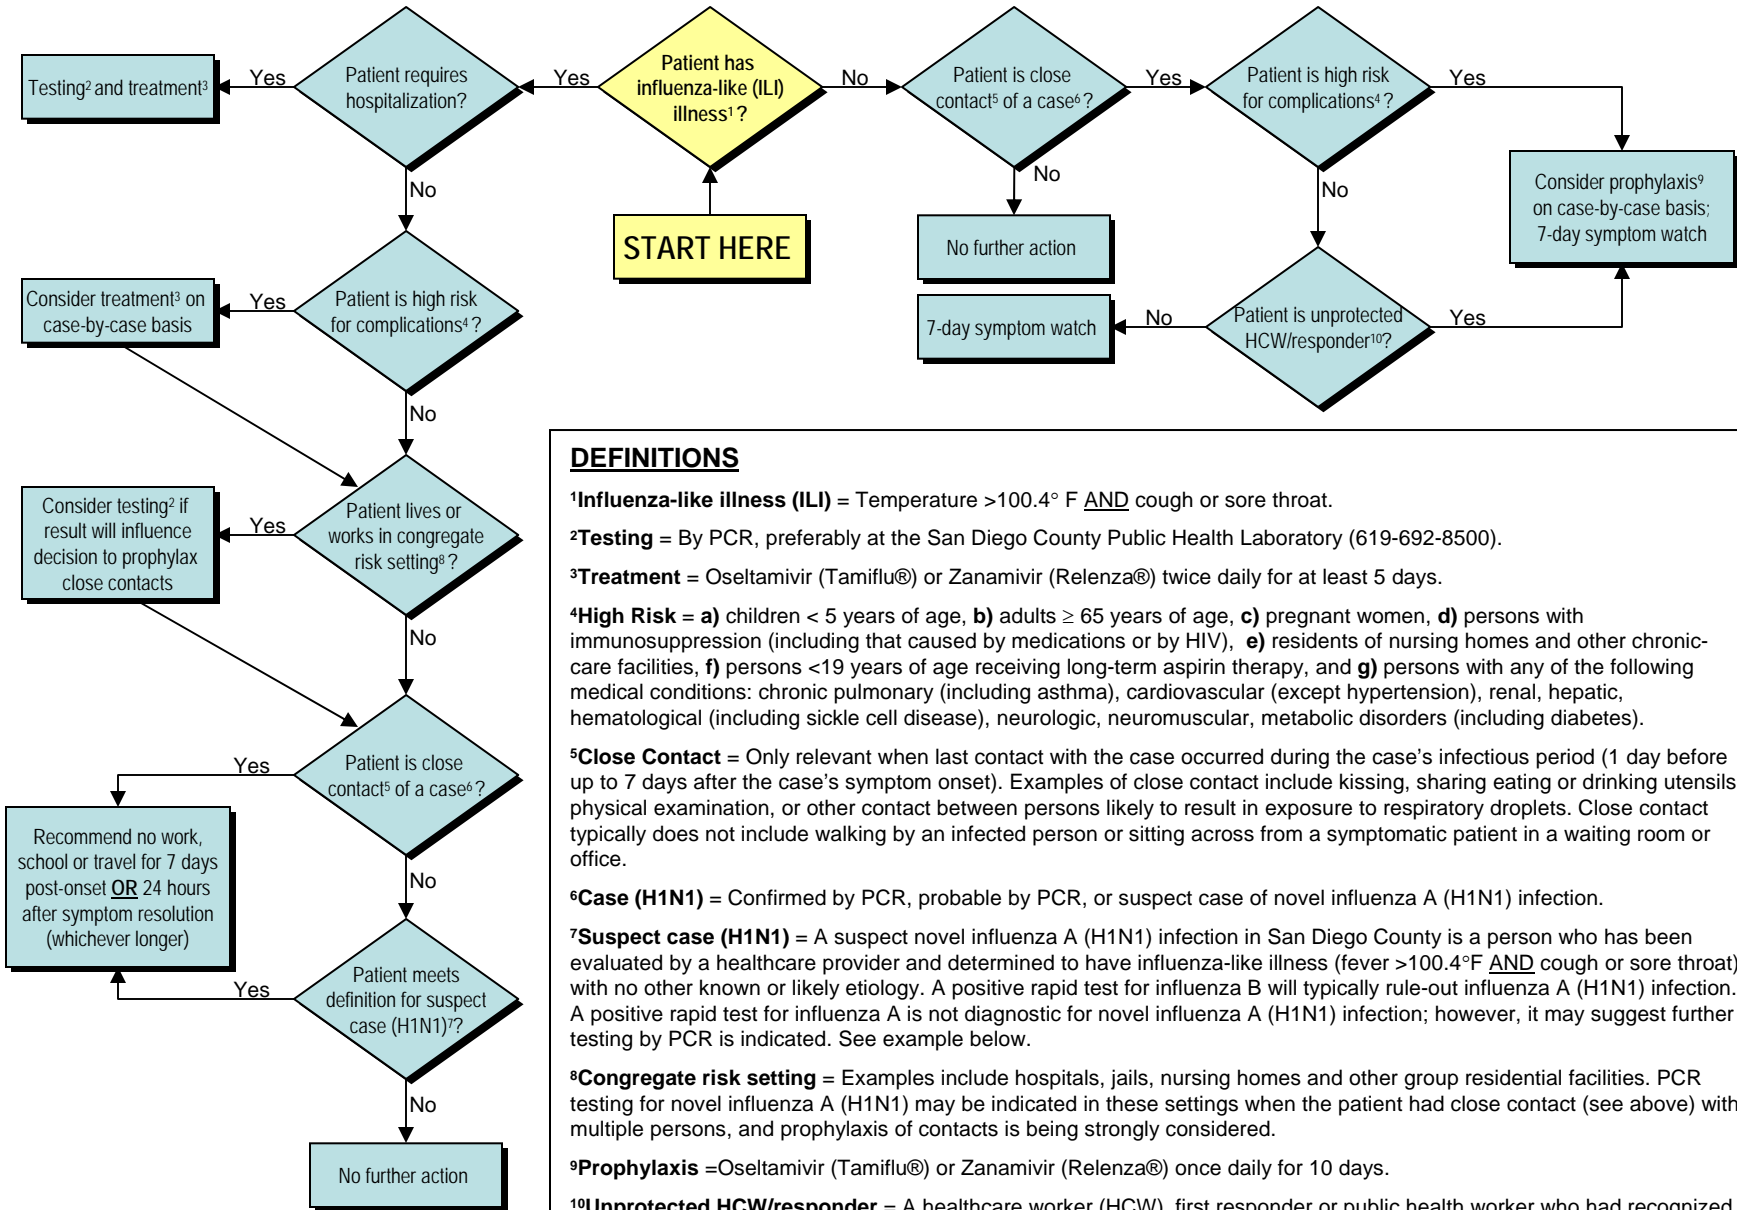 Testing² and treatment³
Yes
Patient requires
hospitalization?
Yes
Patient has
influenza-like (ILI)
illness¹?
No
Patient is close
contact⁵ of a case⁶?
Yes
Patient is high risk
for complications⁴?
Yes
No
START HERE
No
No further action
No
Consider prophylaxis⁹
on case-by-case basis;
7-day symptom watch
Consider treatment³ on
case-by-case basis
Yes
Patient is high risk
for complications⁴?
7-day symptom watch
No
Patient is unprotected
HCW/responder¹⁰?
Yes
No
Consider testing² if
result will influence
decision to prophylax
close contacts
Yes
Patient lives or
works in congregate
risk setting⁸?
No
Yes
Patient is close
contact⁵ of a case⁶?
Recommend no work,
school or travel for 7 days
post-onset OR 24 hours
after symptom resolution
(whichever longer)
No
Yes
Patient meets
definition for suspect
case (H1N1)⁷?
No
No further action
DEFINITIONS
¹Influenza-like illness (ILI) = Temperature >100.4° F AND cough or sore throat.
²Testing = By PCR, preferably at the San Diego County Public Health Laboratory (619-692-8500).
³Treatment = Oseltamivir (Tamiflu®) or Zanamivir (Relenza®) twice daily for at least 5 days.
⁴High Risk = a) children < 5 years of age, b) adults ≥ 65 years of age, c) pregnant women, d) persons with
immunosuppression (including that caused by medications or by HIV), e) residents of nursing homes and other chronic-
care facilities, f) persons <19 years of age receiving long-term aspirin therapy, and g) persons with any of the following
medical conditions: chronic pulmonary (including asthma), cardiovascular (except hypertension), renal, hepatic,
hematological (including sickle cell disease), neurologic, neuromuscular, metabolic disorders (including diabetes).
⁵Close Contact = Only relevant when last contact with the case occurred during the case's infectious period (1 day before
up to 7 days after the case's symptom onset). Examples of close contact include kissing, sharing eating or drinking utensils
physical examination, or other contact between persons likely to result in exposure to respiratory droplets. Close contact
typically does not include walking by an infected person or sitting across from a symptomatic patient in a waiting room or
office.
⁶Case (H1N1) = Confirmed by PCR, probable by PCR, or suspect case of novel influenza A (H1N1) infection.
⁷Suspect case (H1N1) = A suspect novel influenza A (H1N1) infection in San Diego County is a person who has been
evaluated by a healthcare provider and determined to have influenza-like illness (fever >100.4°F AND cough or sore throat)
with no other known or likely etiology. A positive rapid test for influenza B will typically rule-out influenza A (H1N1) infection.
A positive rapid test for influenza A is not diagnostic for novel influenza A (H1N1) infection; however, it may suggest further
testing by PCR is indicated. See example below.
⁸Congregate risk setting = Examples include hospitals, jails, nursing homes and other group residential facilities. PCR
testing for novel influenza A (H1N1) may be indicated in these settings when the patient had close contact (see above) with
multiple persons, and prophylaxis of contacts is being strongly considered.
⁹Prophylaxis =Oseltamivir (Tamiflu®) or Zanamivir (Relenza®) once daily for 10 days.
¹⁰Unprotected HCW/responder = A healthcare worker (HCW), first responder or public health worker who had recognized